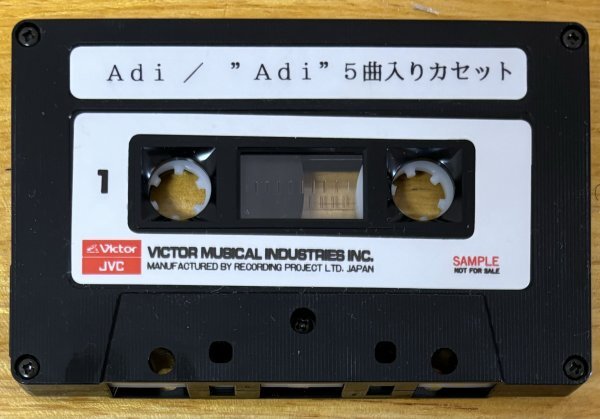 Ａｄｉ ／ ”Ａｄｉ”５曲入りカセット
1
Victor
JVC
VICTOR MUSICAL INDUSTRIES INC.
MANUFACTURED BY RECORDING PROJECT LTD. JAPAN
SAMPLE
NOT FOR SALE